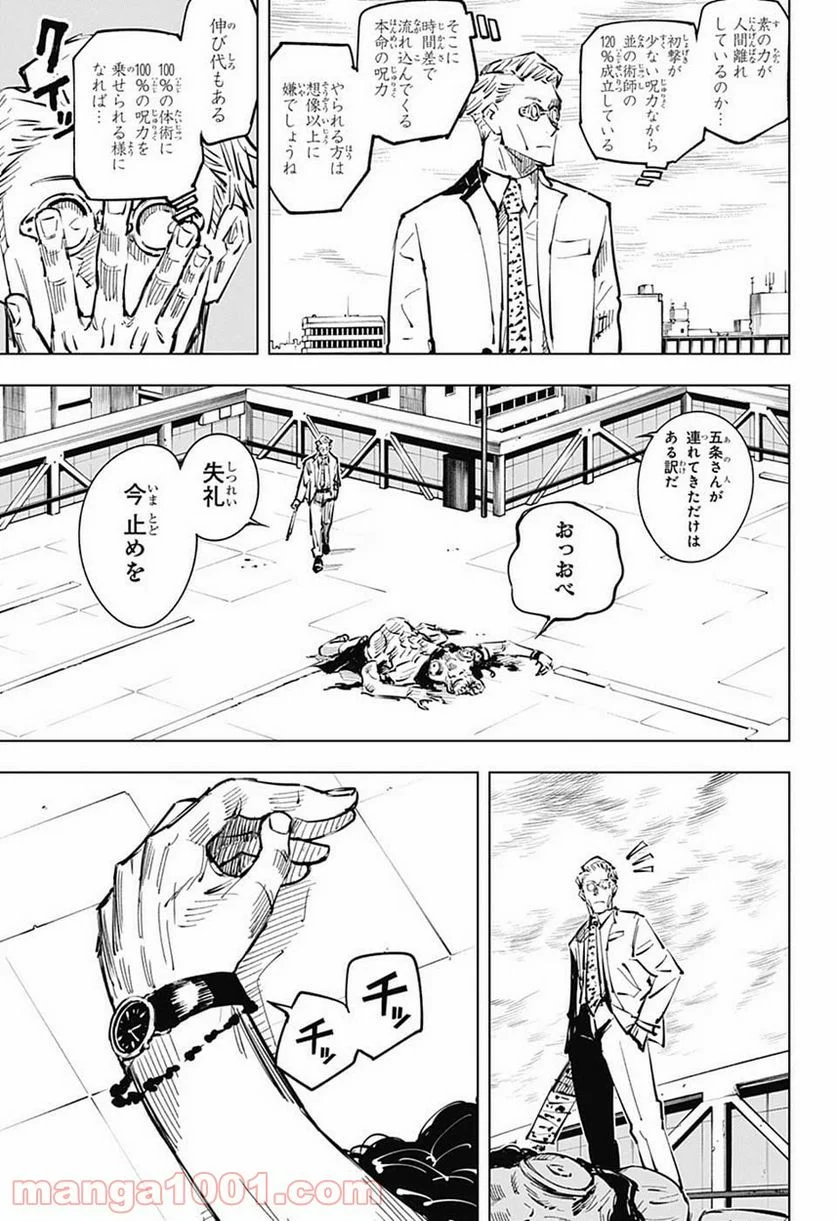 素の力が
人間離れ
しているのか…
初撃が
少ない呪力ながら
並の術師の
120%成立している
そこに
時間差で
流れ込んでくる
本命の呪力
やられる方は
想像以上に
嫌でしょうね
伸び代もある
100%の体術に
100%の呪力を
乗せられる様に
なれば…
クイッ
五条さんが
連れてきただけは
ある訳だ
おっおべ
失礼
今止めを
チッ
チッ
manga1001.com